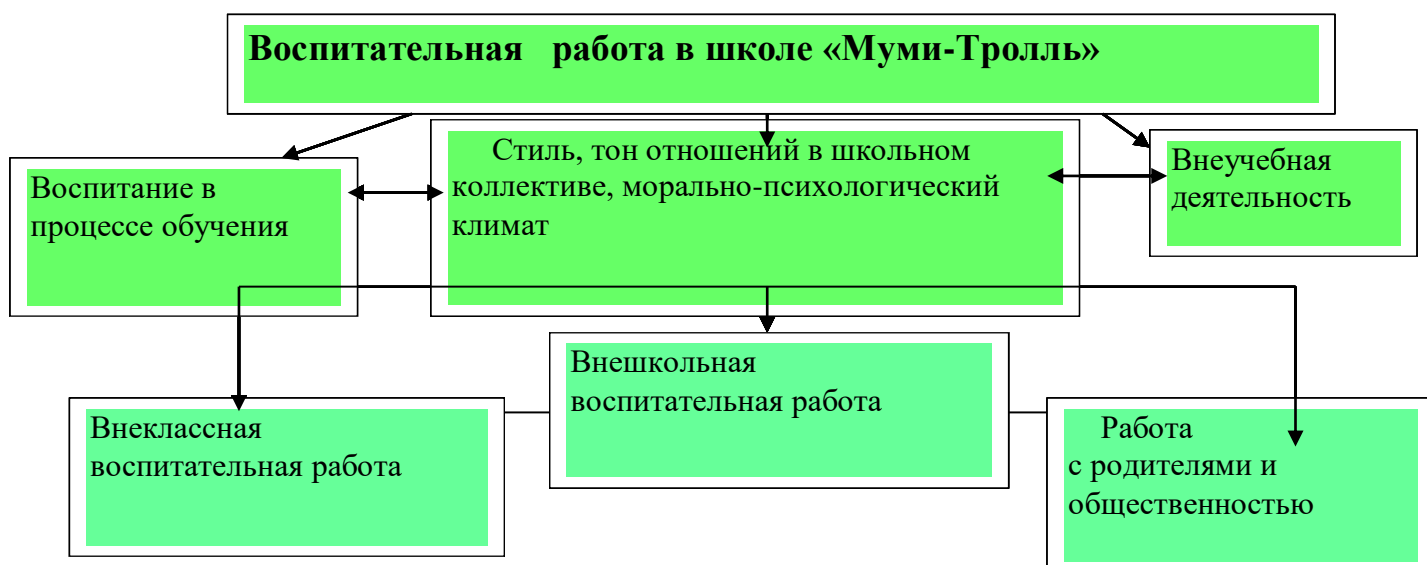 Воспитательная работа в школе «Муми-Тролль»
Стиль, тон отношений в школьном
коллективе, морально-психологический
климат
Воспитание в
процессе обучения
Внеучебная
деятельность
Внешкольная
воспитательная работа
Внеклассная
воспитательная работа
Работа
с родителями и
общественностью